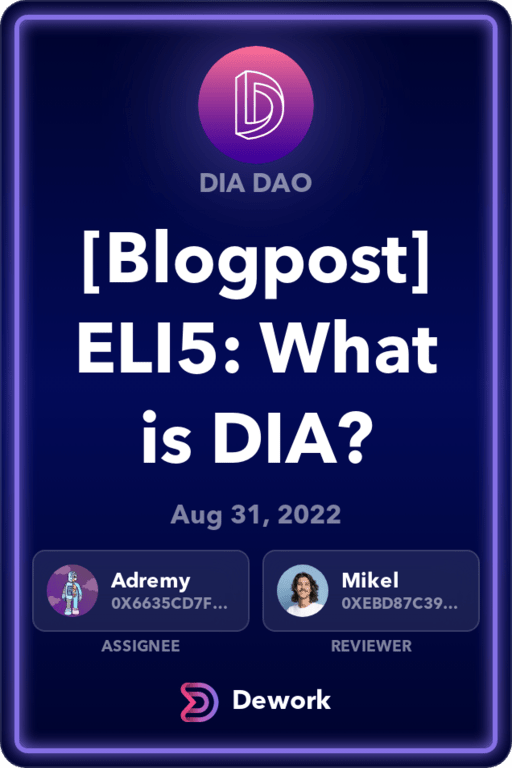 DIA DAO
[Blogpost]
ELI5: What
is DIA?
Aug 31, 2022
Adremy
0X6635CD7F...
ASSIGNEE
Mikel
0XEBD87C39...
REVIEWER
Dework